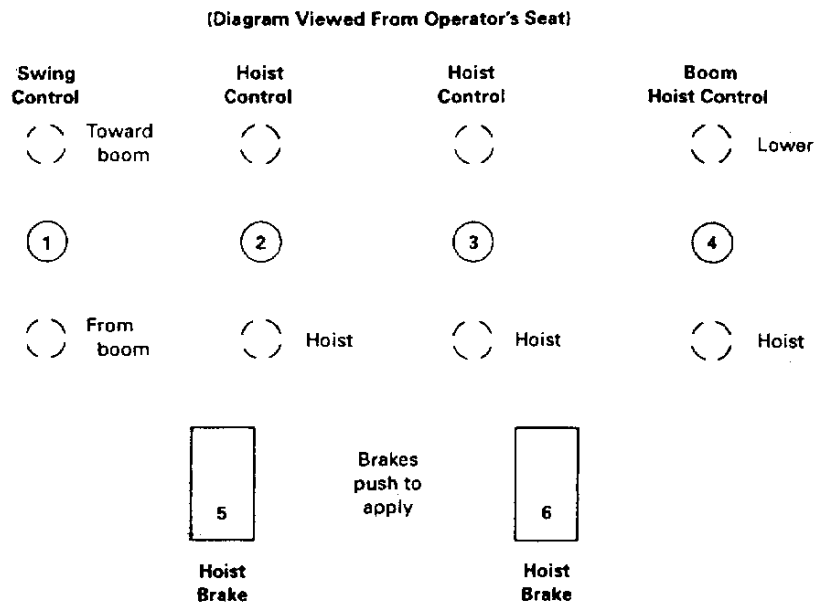 (Diagram Viewed From Operator's Seat)
Swing
Control
Hoist
Control
Hoist
Control
Boom
Hoist Control
Toward
boom
Lower
1
2
3
4
From
boom
Hoist
Hoist
Hoist
5
Brakes
push to
apply
6
Hoist
Brake
Hoist
Brake